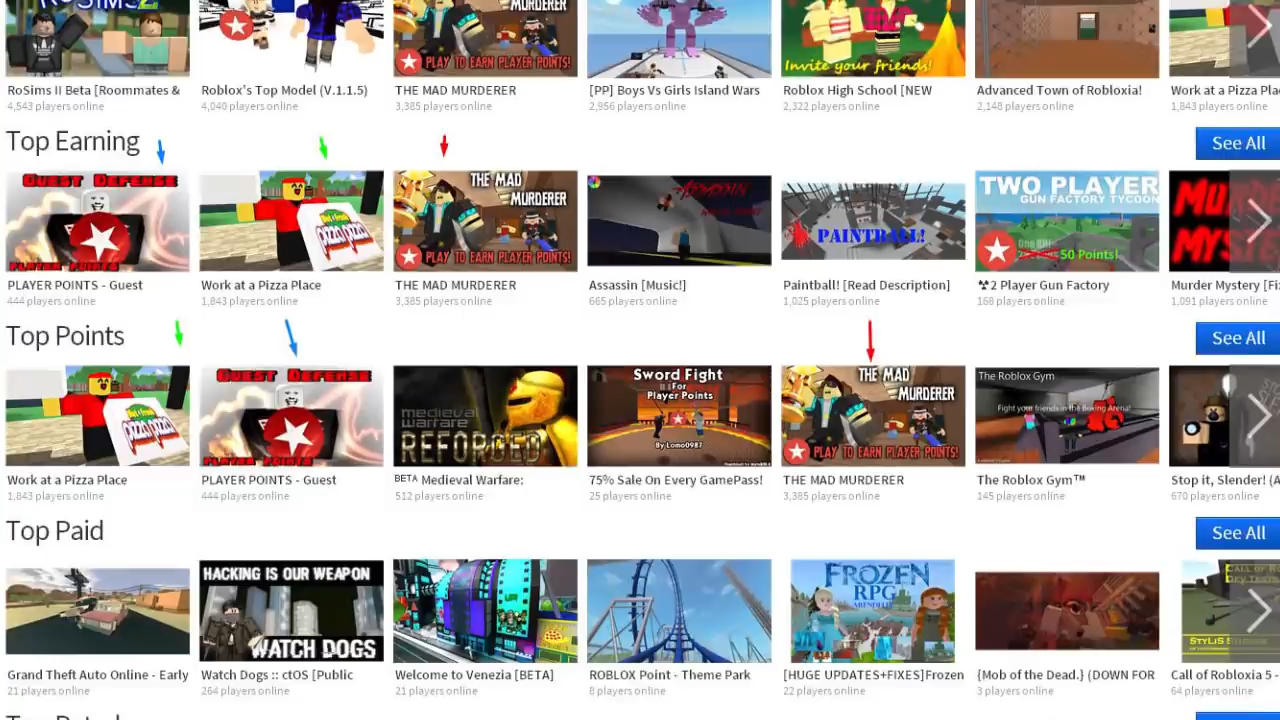 PLAY TO EARN PLAYER POINTS!
Invite your friends!
RoSims II Beta [Roommates &
Roblox's Top Model (V.1.1.5)
THE MAD MURDERER
[PP] Boys Vs Girls Island Wars
Roblox High School [NEW
Advanced Town of Robloxia!
Work at a Pizza Plac
4,543 players online
4,040 players online
3,385 players online
2,956 players online
2,322 players online
2,148 players online
1,843 players online
Top Earning
See All
GUEST DEFENSE
PLAYER POINTS
pizza pizza
THE MAD
MURDERER
PLAY TO EARN PLAYER POINTS!
ASSASSIN
PAINTBALL!
TWO PLAYER
GUN FACTORY TYCOON
50 Points!
PLAYER POINTS - Guest
Work at a Pizza Place
THE MAD MURDERER
Assassin [Music!]
Paintball! [Read Description]
☢2 Player Gun Factory
Murder Mystery [Fi
444 players online
1,843 players online
3,385 players online
665 players online
1,025 players online
168 players online
1,091 players online
Top Points
See All
pizza pizza
GUEST DEFENSE
PLAYER POINTS
medieval
warfare
REFORGED
Sword Fight
For
Player Points
By Lomo0987
THE MAD
MURDERER
PLAY TO EARN PLAYER POINTS!
The Roblox Gym
Fight your friends in the Boxing Arena!
Work at a Pizza Place
PLAYER POINTS - Guest
BETA Medieval Warfare:
75% Sale On Every GamePass!
THE MAD MURDERER
The Roblox Gym™
Stop it, Slender! (A
1,843 players online
444 players online
512 players online
25 players online
3,385 players online
145 players online
670 players online
Top Paid
See All
HACKING IS OUR WEAPON
WATCH DOGS
FROZEN
RPG
ARENDELLE
Grand Theft Auto Online - Early
Watch Dogs :: ctOS [Public
Welcome to Venezia [BETA]
ROBLOX Point - Theme Park
[HUGE UPDATES+FIXES]Frozen
{Mob of the Dead.} (DOWN FOR
Call of Robloxia 5 -
21 players online
264 players online
21 players online
8 players online
22 players online
3 players online
64 players online